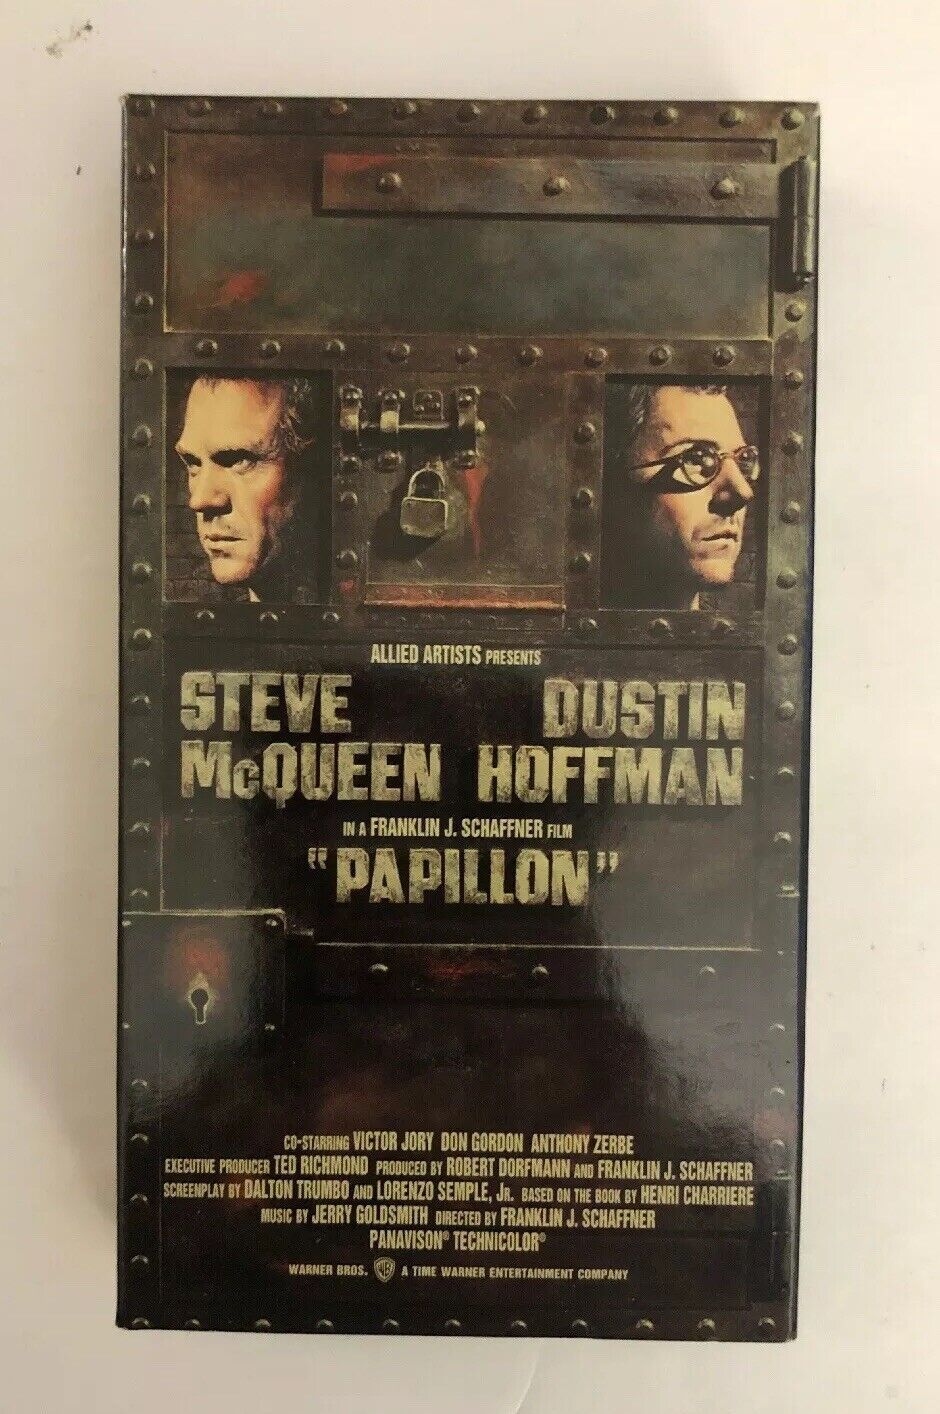 ALLIED ARTISTS PRESENTS
STEVE DUSTIN
McQUEEN HOFFMAN
IN A FRANKLIN J. SCHAFFNER FILM
"PAPILLON"
CO-STARRING VICTOR JORY DON GORDON ANTHONY ZERBE
EXECUTIVE PRODUCER TED RICHMOND PRODUCED BY ROBERT DORFMANN AND FRANKLIN J. SCHAFFNER
SCREENPLAY BY DALTON TRUMBO AND LORENZO SEMPLE, JR. BASED ON THE BOOK BY HENRI CHARRIERE
MUSIC BY JERRY GOLDSMITH DIRECTED BY FRANKLIN J. SCHAFFNER
PANAVISON® TECHNICOLOR®
WARNER BROS. WB A TIME WARNER ENTERTAINMENT COMPANY